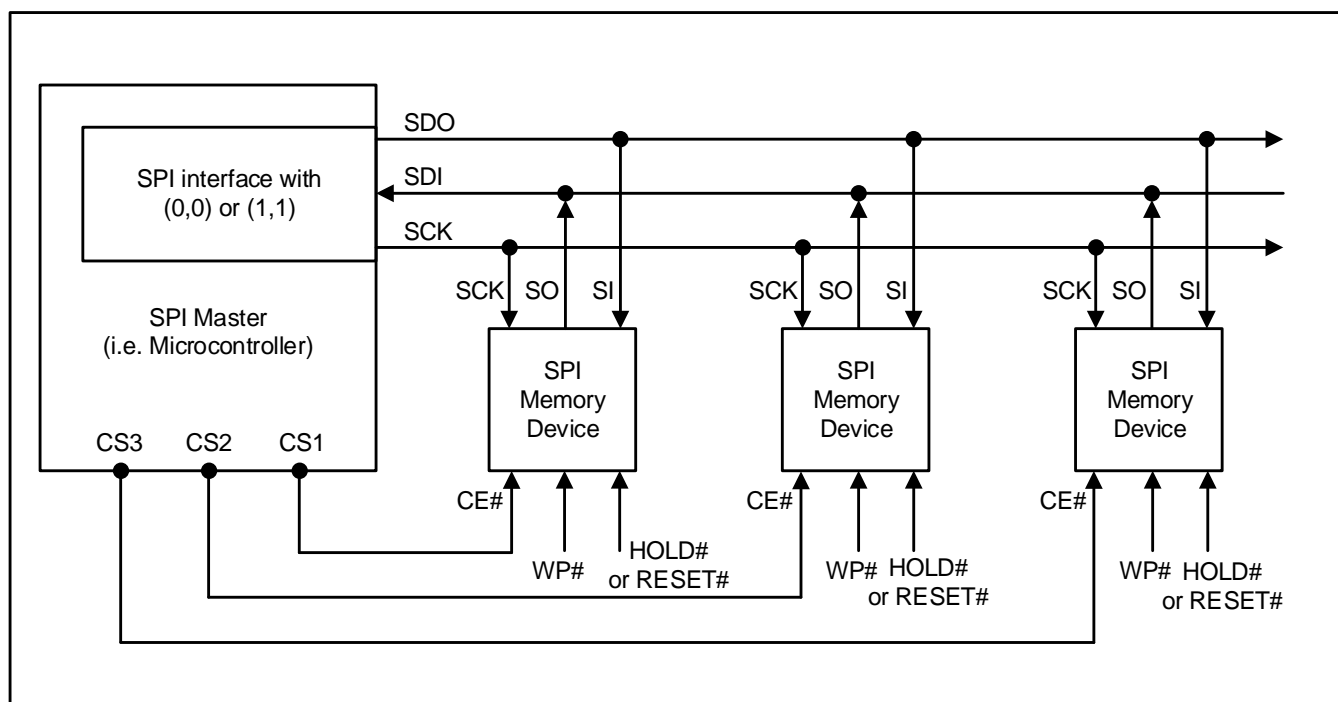 SDO
SPI interface with
(0,0) or (1,1)
SDI
SCK
SPI Master
(i.e. Microcontroller)
SCK SO SI
SCK SO SI
SCK SO SI
SPI
Memory
Device
SPI
Memory
Device
SPI
Memory
Device
CS3 CS2 CS1
CE#
WP#
HOLD#
or RESET#
CE#
WP#
HOLD#
or RESET#
CE#
WP#
HOLD#
or RESET#